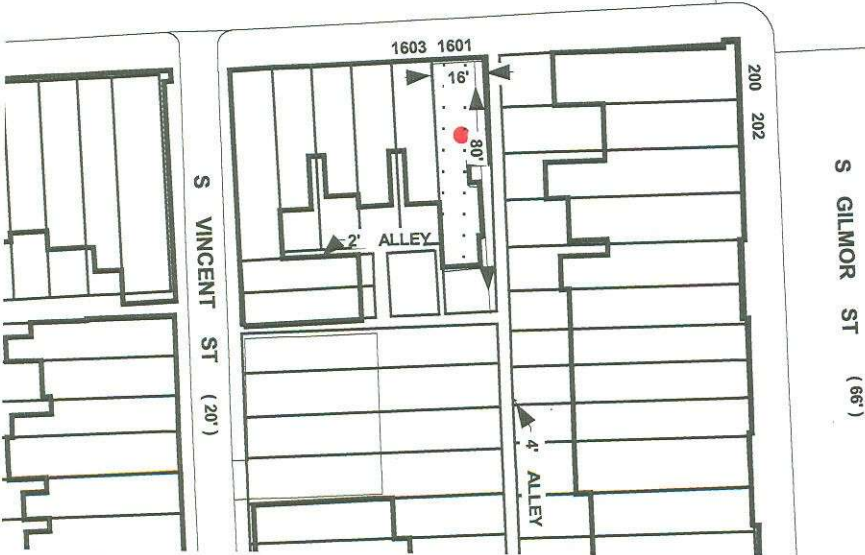 1603 1601
16'
80'
200
202
2' ALLEY
4' ALLEY
S VINCENT ST (20')
S GILMOR ST (66')